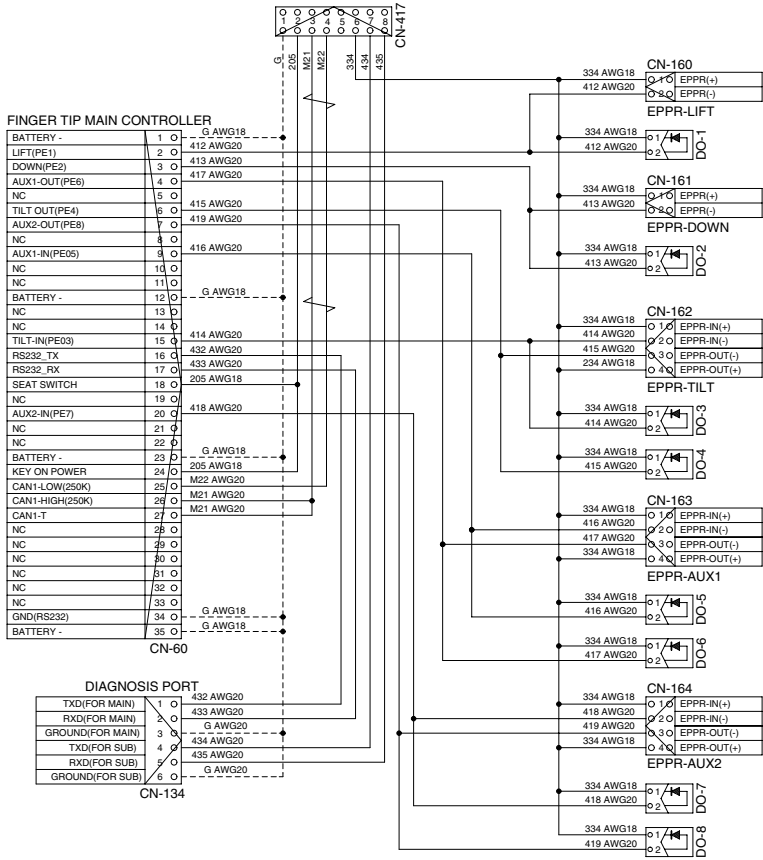 1 2 3 4 5 6 7 8
CN-417
G 205 M21 M22 334 434 435
FINGER TIP MAIN CONTROLLER
BATTERY - 1 G AWG18
LIFT(PE1) 2 412 AWG20
DOWN(PE2) 3 413 AWG20
AUX1-OUT(PE6) 4 417 AWG20
NC 5
TILT OUT(PE4) 6 415 AWG20
AUX2-OUT(PE8) 7 419 AWG20
NC 8
AUX1-IN(PE05) 9 416 AWG20
NC 10
NC 11
BATTERY - 12 G AWG18
NC 13
NC 14
TILT-IN(PE03) 15 414 AWG20
RS232_TX 16 432 AWG20
RS232_RX 17 433 AWG20
SEAT SWITCH 18 205 AWG18
NC 19
AUX2-IN(PE7) 20 418 AWG20
NC 21
NC 22
BATTERY - 23 G AWG18
KEY ON POWER 24 205 AWG18
CAN1-LOW(250K) 25 M22 AWG20
CAN1-HIGH(250K) 26 M21 AWG20
CAN1-T 27 M21 AWG20
NC 28
NC 29
NC 30
NC 31
NC 32
NC 33
GND(RS232) 34 G AWG18
BATTERY - 35 G AWG18
CN-60
DIAGNOSIS PORT
TXD(FOR MAIN) 1 432 AWG20
RXD(FOR MAIN) 2 433 AWG20
GROUND(FOR MAIN) 3 G AWG20
TXD(FOR SUB) 4 434 AWG20
RXD(FOR SUB) 5 435 AWG20
GROUND(FOR SUB) 6 G AWG20
CN-134
CN-160
334 AWG18 1 EPPR(+)
412 AWG20 2 EPPR(-)
EPPR-LIFT
334 AWG18 1
412 AWG20 2
DO-1
CN-161
334 AWG18 1 EPPR(+)
413 AWG20 2 EPPR(-)
EPPR-DOWN
334 AWG18 1
413 AWG20 2
DO-2
CN-162
334 AWG18 1 EPPR-IN(+)
414 AWG20 2 EPPR-IN(-)
415 AWG20 3 EPPR-OUT(-)
234 AWG18 4 EPPR-OUT(+)
EPPR-TILT
334 AWG18 1
414 AWG20 2
DO-3
334 AWG18 1
415 AWG20 2
DO-4
CN-163
334 AWG18 1 EPPR-IN(+)
416 AWG20 2 EPPR-IN(-)
417 AWG20 3 EPPR-OUT(-)
334 AWG18 4 EPPR-OUT(+)
EPPR-AUX1
334 AWG18 1
416 AWG20 2
DO-5
334 AWG18 1
417 AWG20 2
DO-6
CN-164
334 AWG18 1 EPPR-IN(+)
418 AWG20 2 EPPR-IN(-)
419 AWG20 3 EPPR-OUT(-)
334 AWG18 4 EPPR-OUT(+)
EPPR-AUX2
334 AWG18 1
418 AWG20 2
DO-7
334 AWG18 1
419 AWG20 2
DO-8